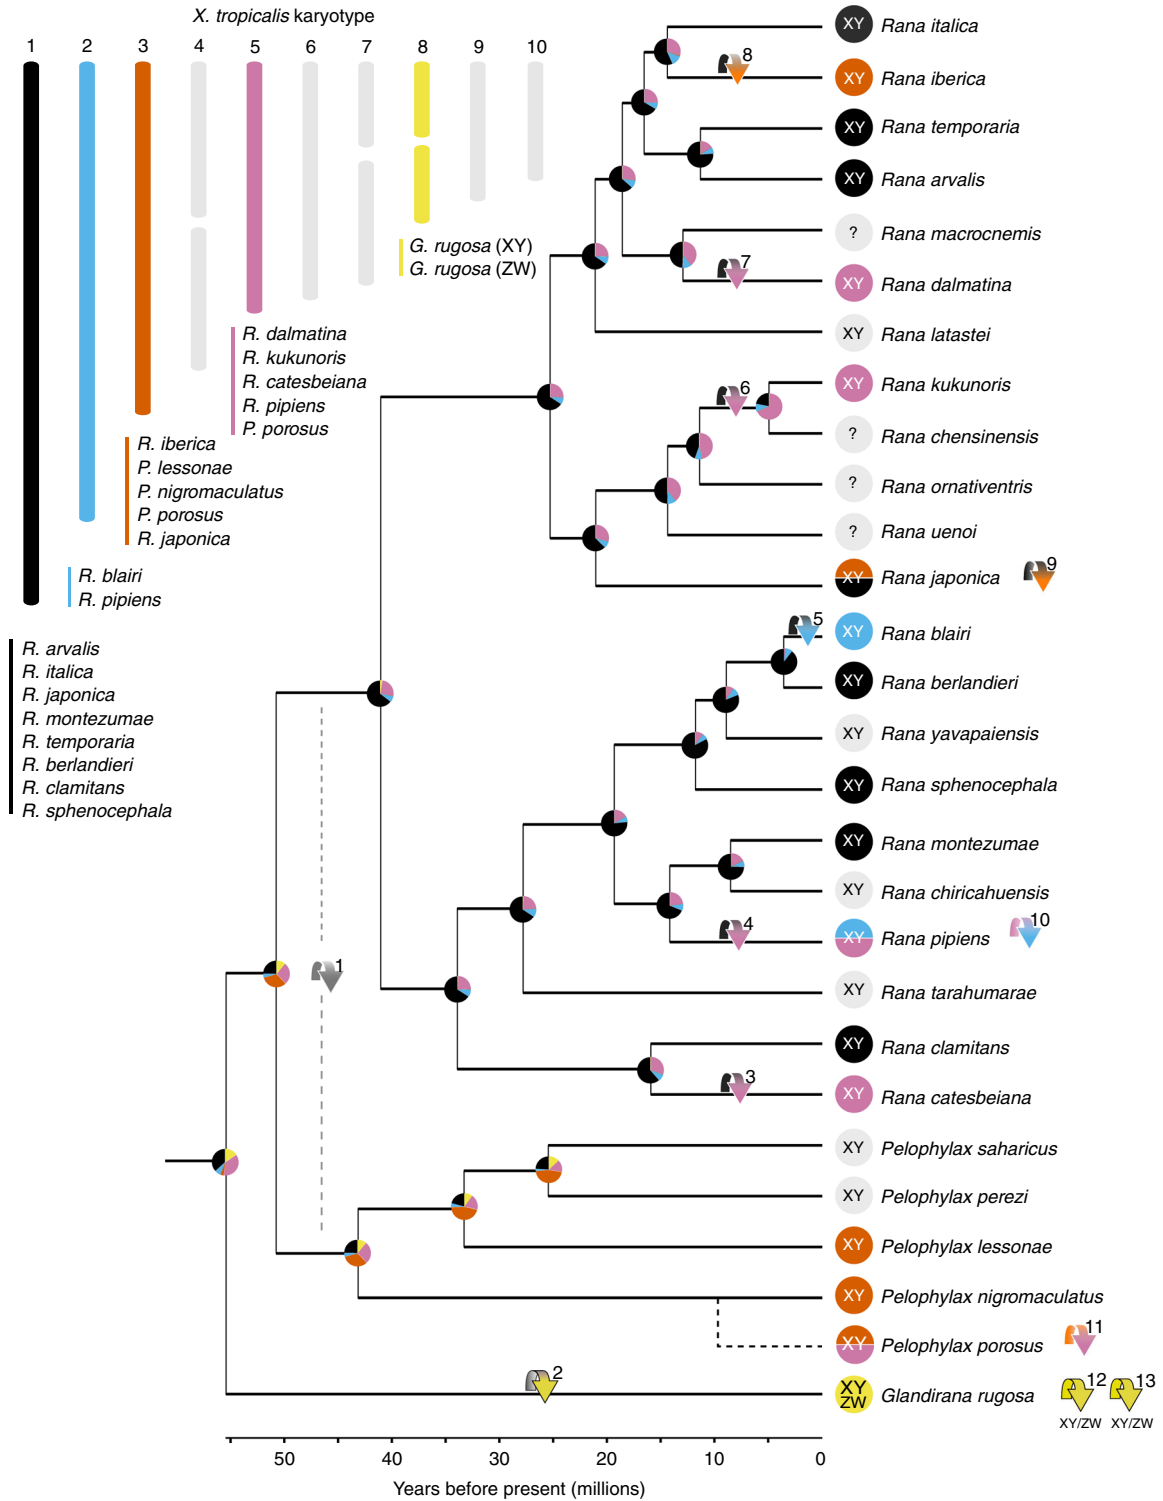 X. tropicalis karyotype
1 2 3 4 5 6 7 8 9 10
G. rugosa (XY)
G. rugosa (ZW)
R. dalmatina
R. kukunoris
R. catesbeiana
R. pipiens
P. porosus
R. iberica
P. lessonae
P. nigromaculatus
P. porosus
R. japonica
R. blairi
R. pipiens
R. arvalis
R. italica
R. japonica
R. montezumae
R. temporaria
R. berlandieri
R. clamitans
R. sphenocephala
XY Rana italica
8 XY Rana iberica
XY Rana temporaria
XY Rana arvalis
? Rana macrocnemis
7 XY Rana dalmatina
XY Rana latastei
6 XY Rana kukunoris
? Rana chensinensis
? Rana ornativentris
? Rana uenoi
XY Rana japonica 9
5 XY Rana blairi
XY Rana berlandieri
XY Rana yavapaiensis
XY Rana sphenocephala
XY Rana montezumae
XY Rana chiricahuensis
4 XY Rana pipiens 10
1
XY Rana tarahumarae
XY Rana clamitans
3 XY Rana catesbeiana
XY Pelophylax saharicus
XY Pelophylax perezi
XY Pelophylax lessonae
XY Pelophylax nigromaculatus
XY Pelophylax porosus 11
2 XY Glandirana rugosa 12 13
ZW
XY/ZW XY/ZW
50 40 30 20 10 0
Years before present (millions)